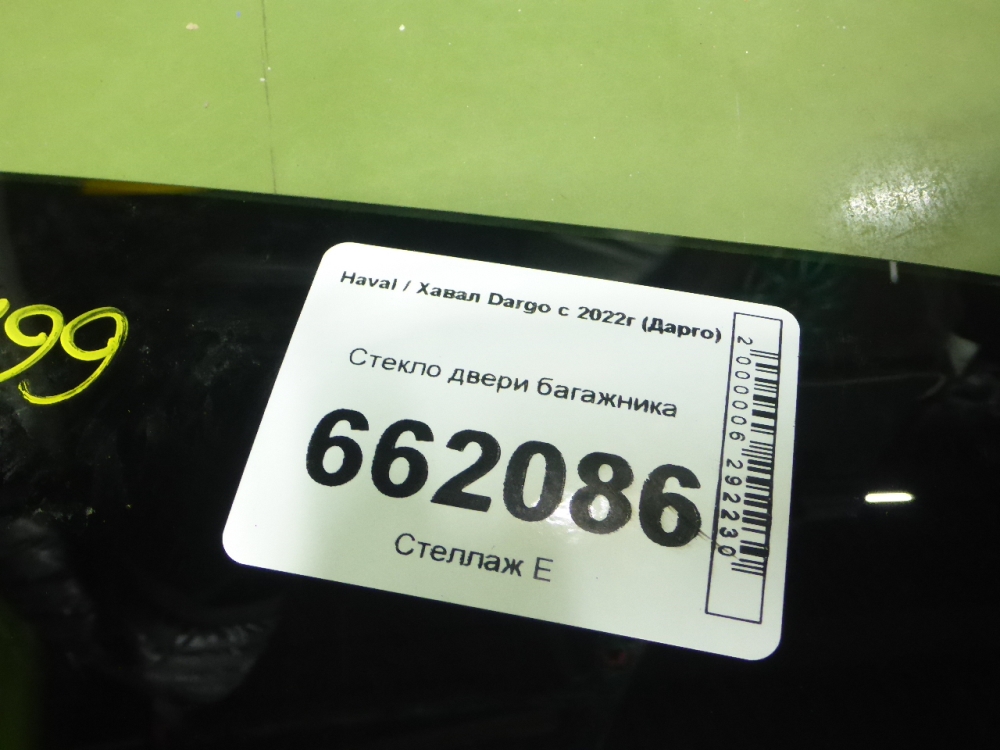 Haval / Хавал Dargo с 2022г (Дарго)
Стекло двери багажника
662086
Стеллаж Е
2000006292230
99